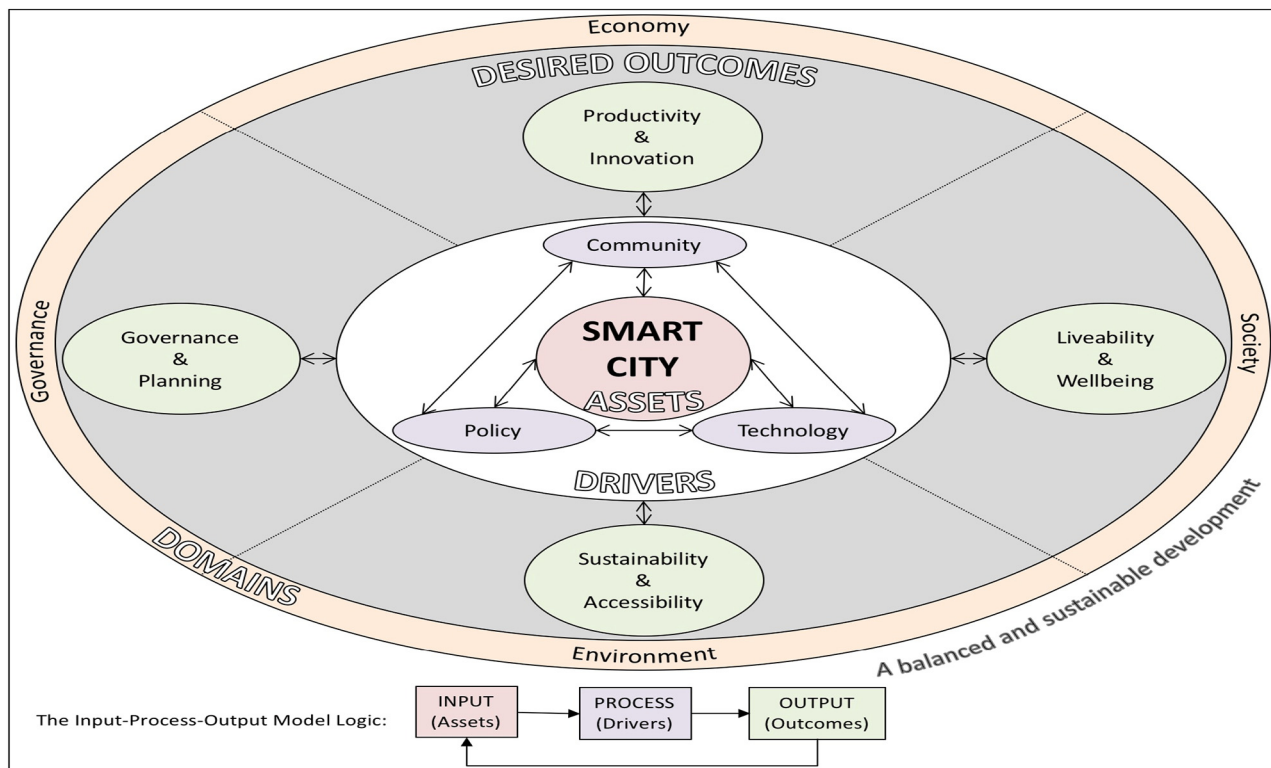 Economy
DESIRED OUTCOMES
Productivity
&
Innovation
Community
Governance
Governance
&
Planning
SMART
CITY
ASSETS
Liveability
&
Wellbeing
Society
Policy
Technology
DRIVERS
DOMAINS
Sustainability
&
Accessibility
Environment
A balanced and sustainable development
The Input-Process-Output Model Logic:
INPUT
(Assets)
PROCESS
(Drivers)
OUTPUT
(Outcomes)